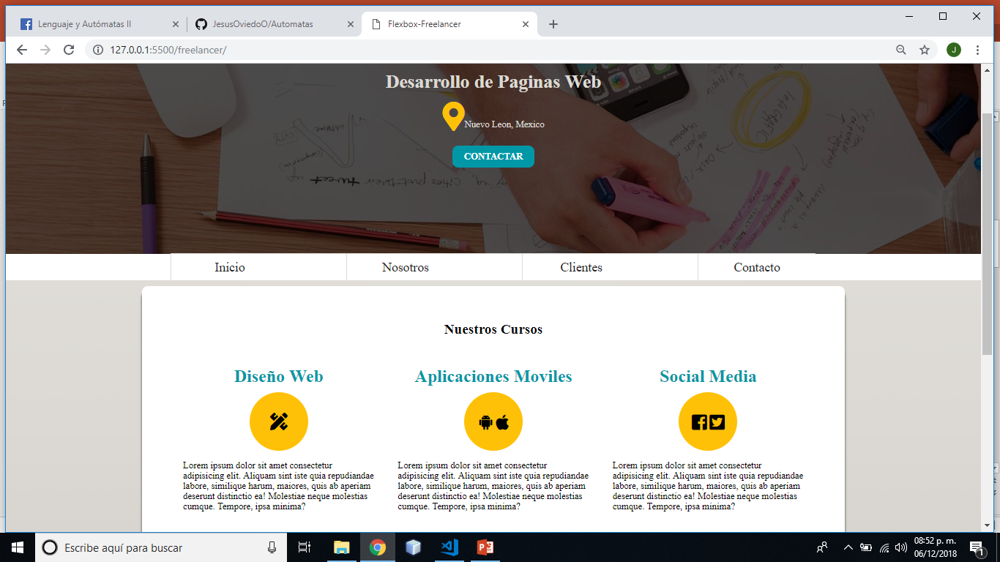 Lenguaje y Autómatas II
JesusOviedoO/Automatas
Flexbox-Freelancer
127.0.0.1:5500/freelancer/
J
Desarrollo de Paginas Web
Nuevo Leon, Mexico
CONTACTAR
Inicio
Nosotros
Clientes
Contacto
Nuestros Cursos
Diseño Web
Aplicaciones Moviles
Social Media
Lorem ipsum dolor sit amet consectetur
adipisicing elit. Aliquam sint iste quia repudiandae
labore, similique harum, maiores, quis ab aperiam
deserunt distinctio ea! Molestiae neque molestias
cumque. Tempore, ipsa minima?
Lorem ipsum dolor sit amet consectetur
adipisicing elit. Aliquam sint iste quia repudiandae
labore, similique harum, maiores, quis ab aperiam
deserunt distinctio ea! Molestiae neque molestias
cumque. Tempore, ipsa minima?
Lorem ipsum dolor sit amet consectetur
adipisicing elit. Aliquam sint iste quia repudiandae
labore, similique harum, maiores, quis ab aperiam
deserunt distinctio ea! Molestiae neque molestias
cumque. Tempore, ipsa minima?
Escribe aquí para buscar
08:52 p. m.
06/12/2018
1